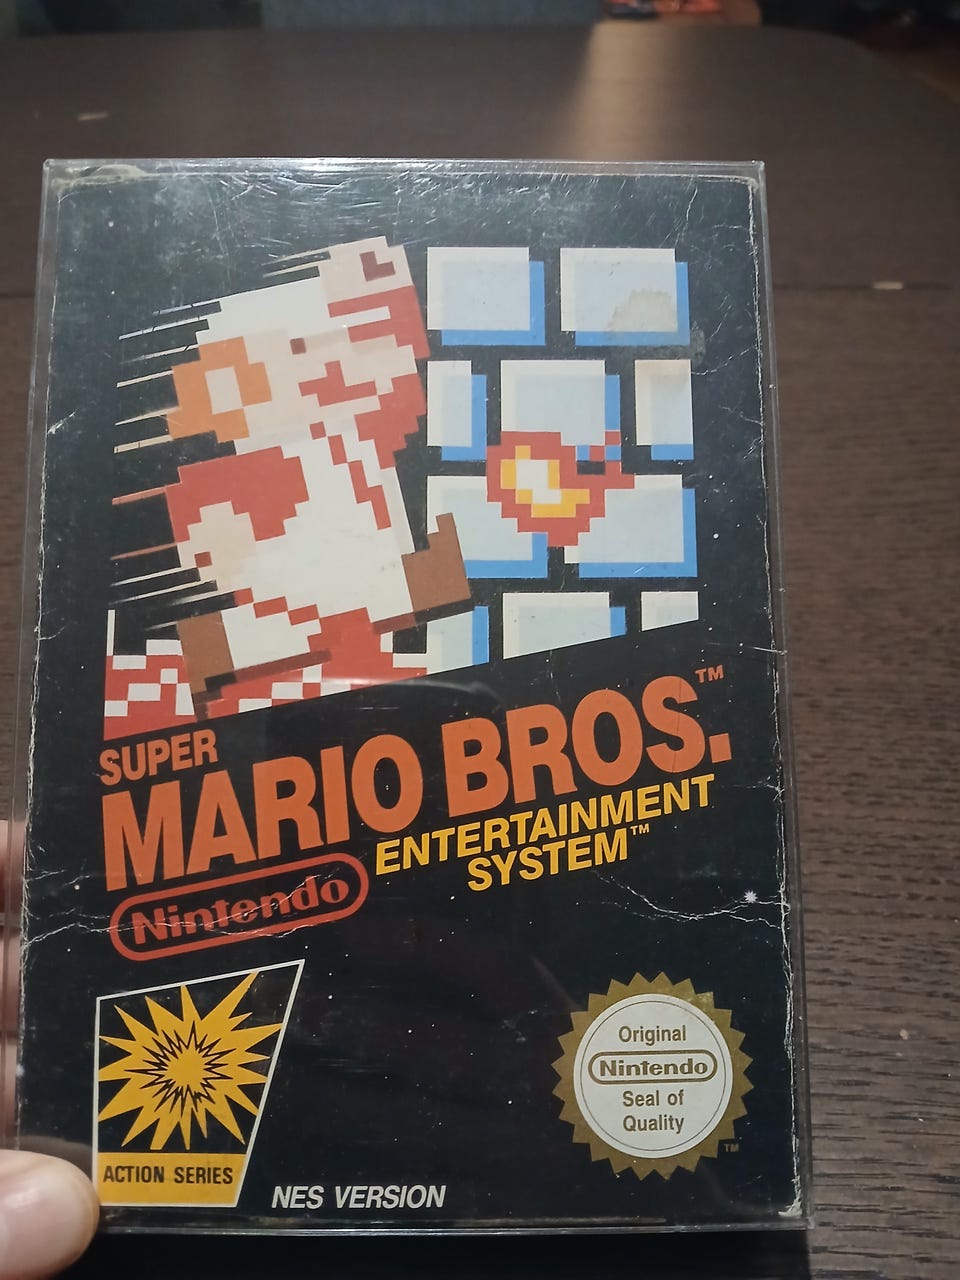 SUPER
MARIO BROS.™
ENTERTAINMENT
SYSTEM™
Nintendo
ACTION SERIES
NES VERSION
Original
Nintendo
Seal of
Quality
TM